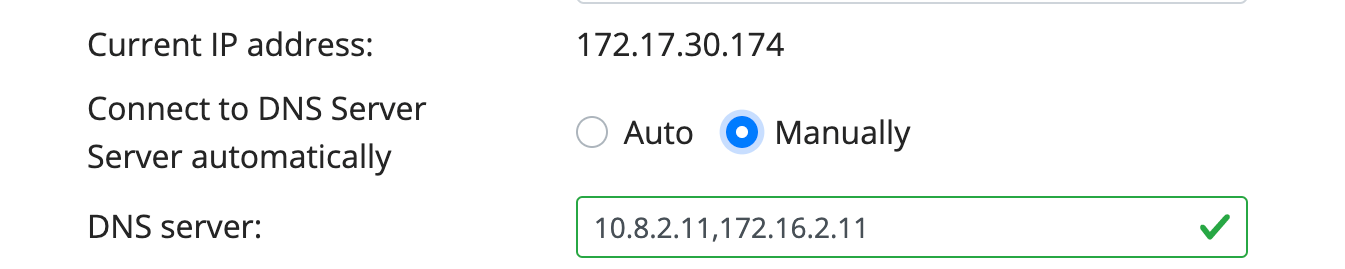 Current IP address: 172.17.30.174
Connect to DNS Server
Server automatically
Auto Manually
DNS server: 10.8.2.11,172.16.2.11